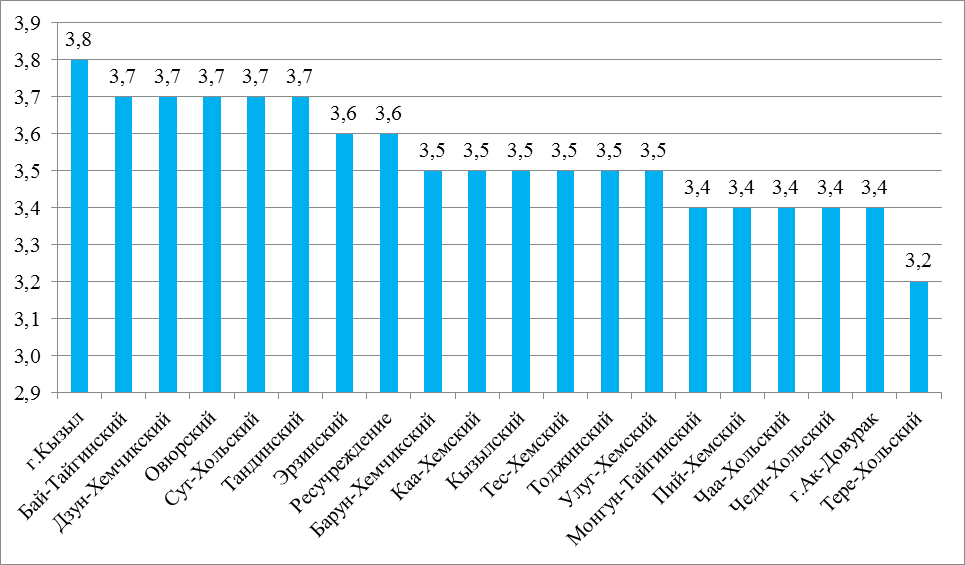 3,9
3,8
3,7
3,6
3,5
3,4
3,3
3,2
3,1
3,0
2,9
3,8
3,7
3,7
3,7
3,7
3,7
3,6
3,6
3,5
3,5
3,5
3,5
3,5
3,5
3,4
3,4
3,4
3,4
3,4
3,2
г.Кызыл
Бай-Тайгинский
Дзун-Хемчикский
Овюрский
Сут-Хольский
Тандинский
Эрзинский
Ресучреждение
Барун-Хемчикский
Каа-Хемский
Кызылский
Тес-Хемский
Тоджинский
Улуг-Хемский
Монгун-Тайгинский
Пий-Хемский
Чаа-Хольский
Чеди-Хольский
г.Ак-Довурак
Тере-Хольский